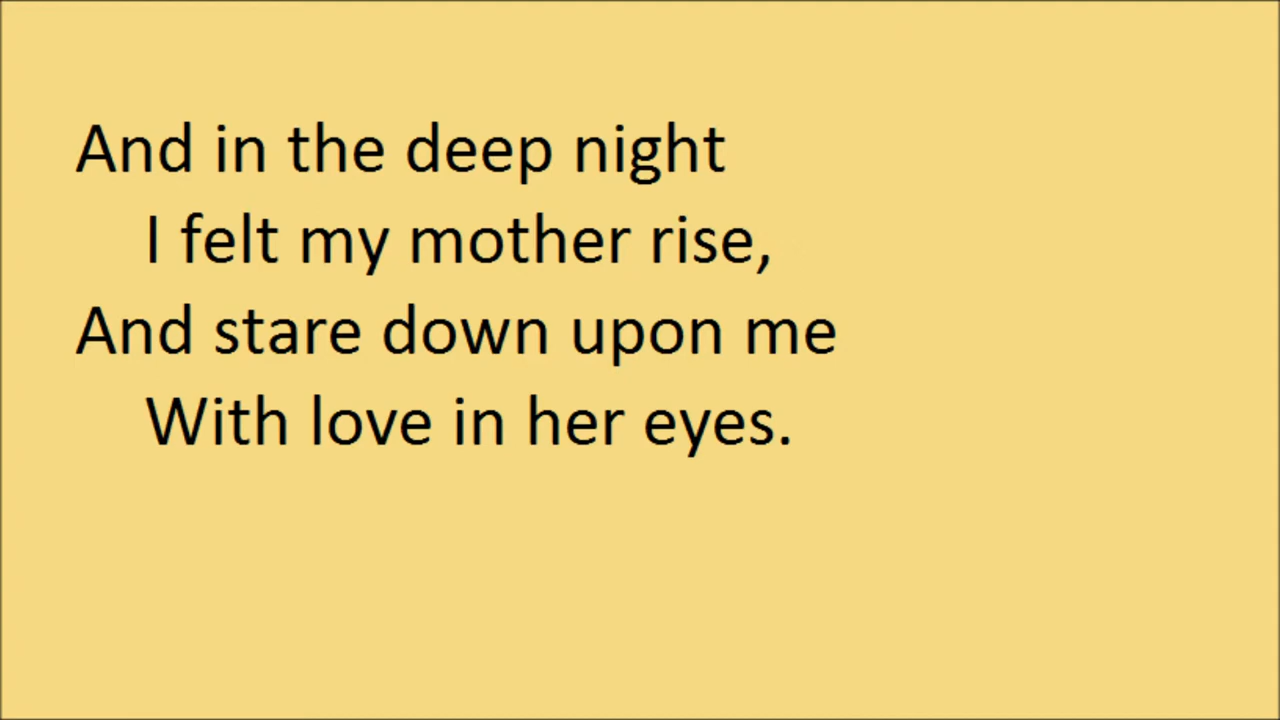 And in the deep night
I felt my mother rise,
And stare down upon me
With love in her eyes.